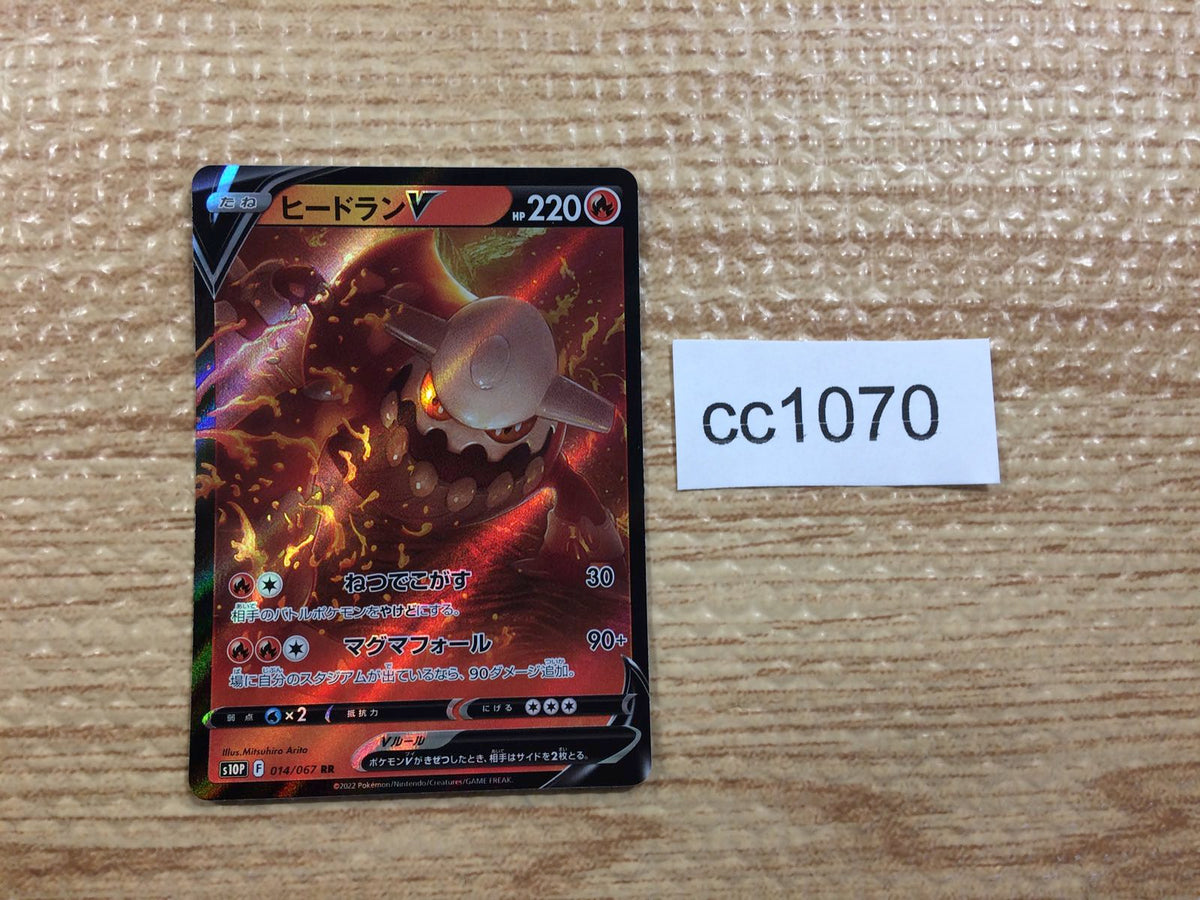 たね ヒードランV HP 220
ねつでこがす 30
相手のバトルポケモンをやけどにする。
マグマフォール 90+
場に自分のスタジアムが出ているなら、90ダメージ追加。
弱点 ×2 抵抗力 にげる
Illus. Mitsuhiro Arita
Vルール
ポケモンVがきぜつしたとき、相手はサイドを2枚とる。
s10P F 014/067 RR
©2022 Pokémon/Nintendo/Creatures/GAME FREAK.
cc1070